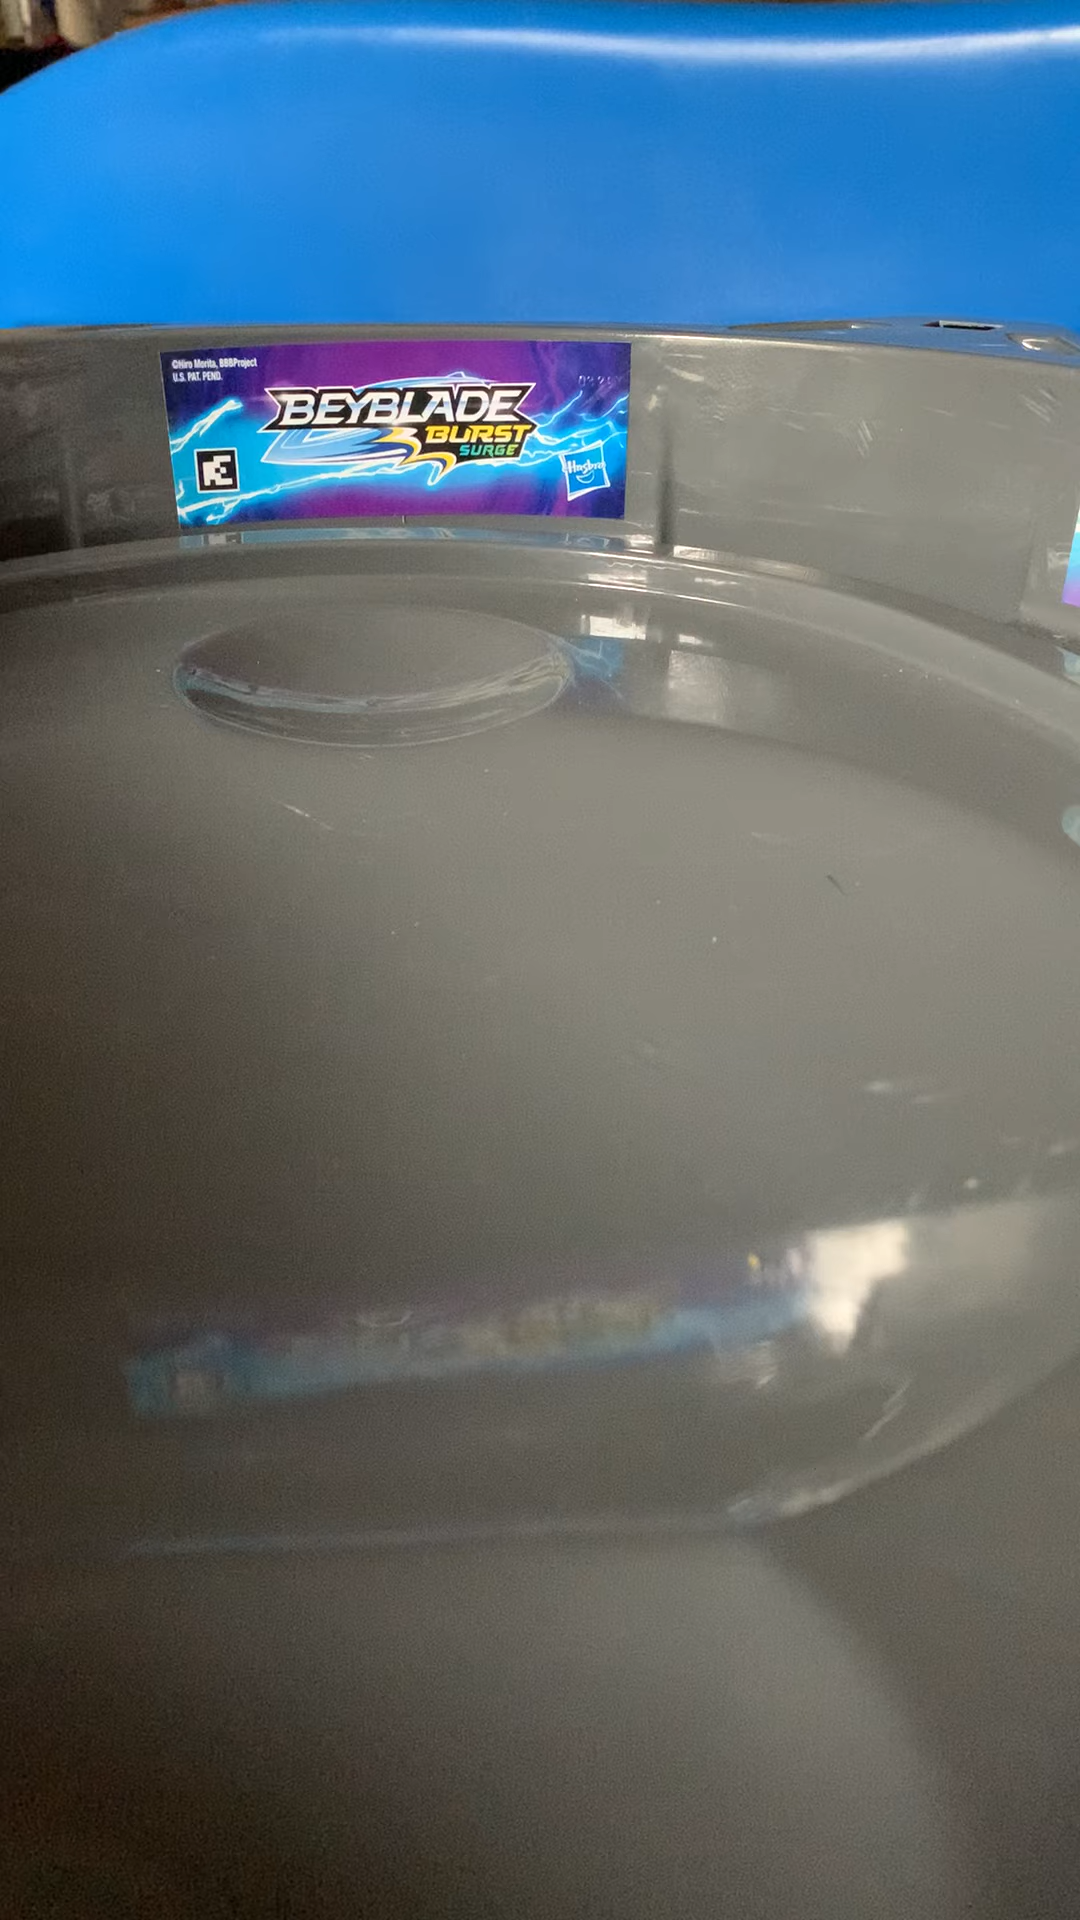 ©Hiro Morita, BBBProject
U.S. PAT. PEND.
BEYBLADE
BURST
SURGE
Hasbro